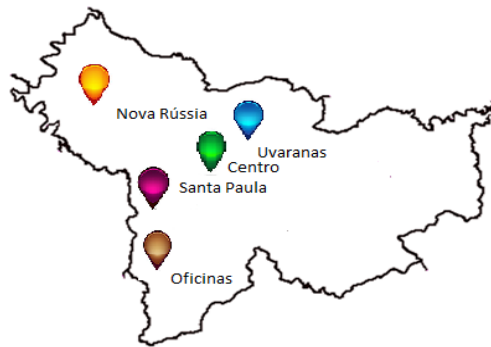 Nova Rússia
Uvaranas
Centro
Santa Paula
Oficinas